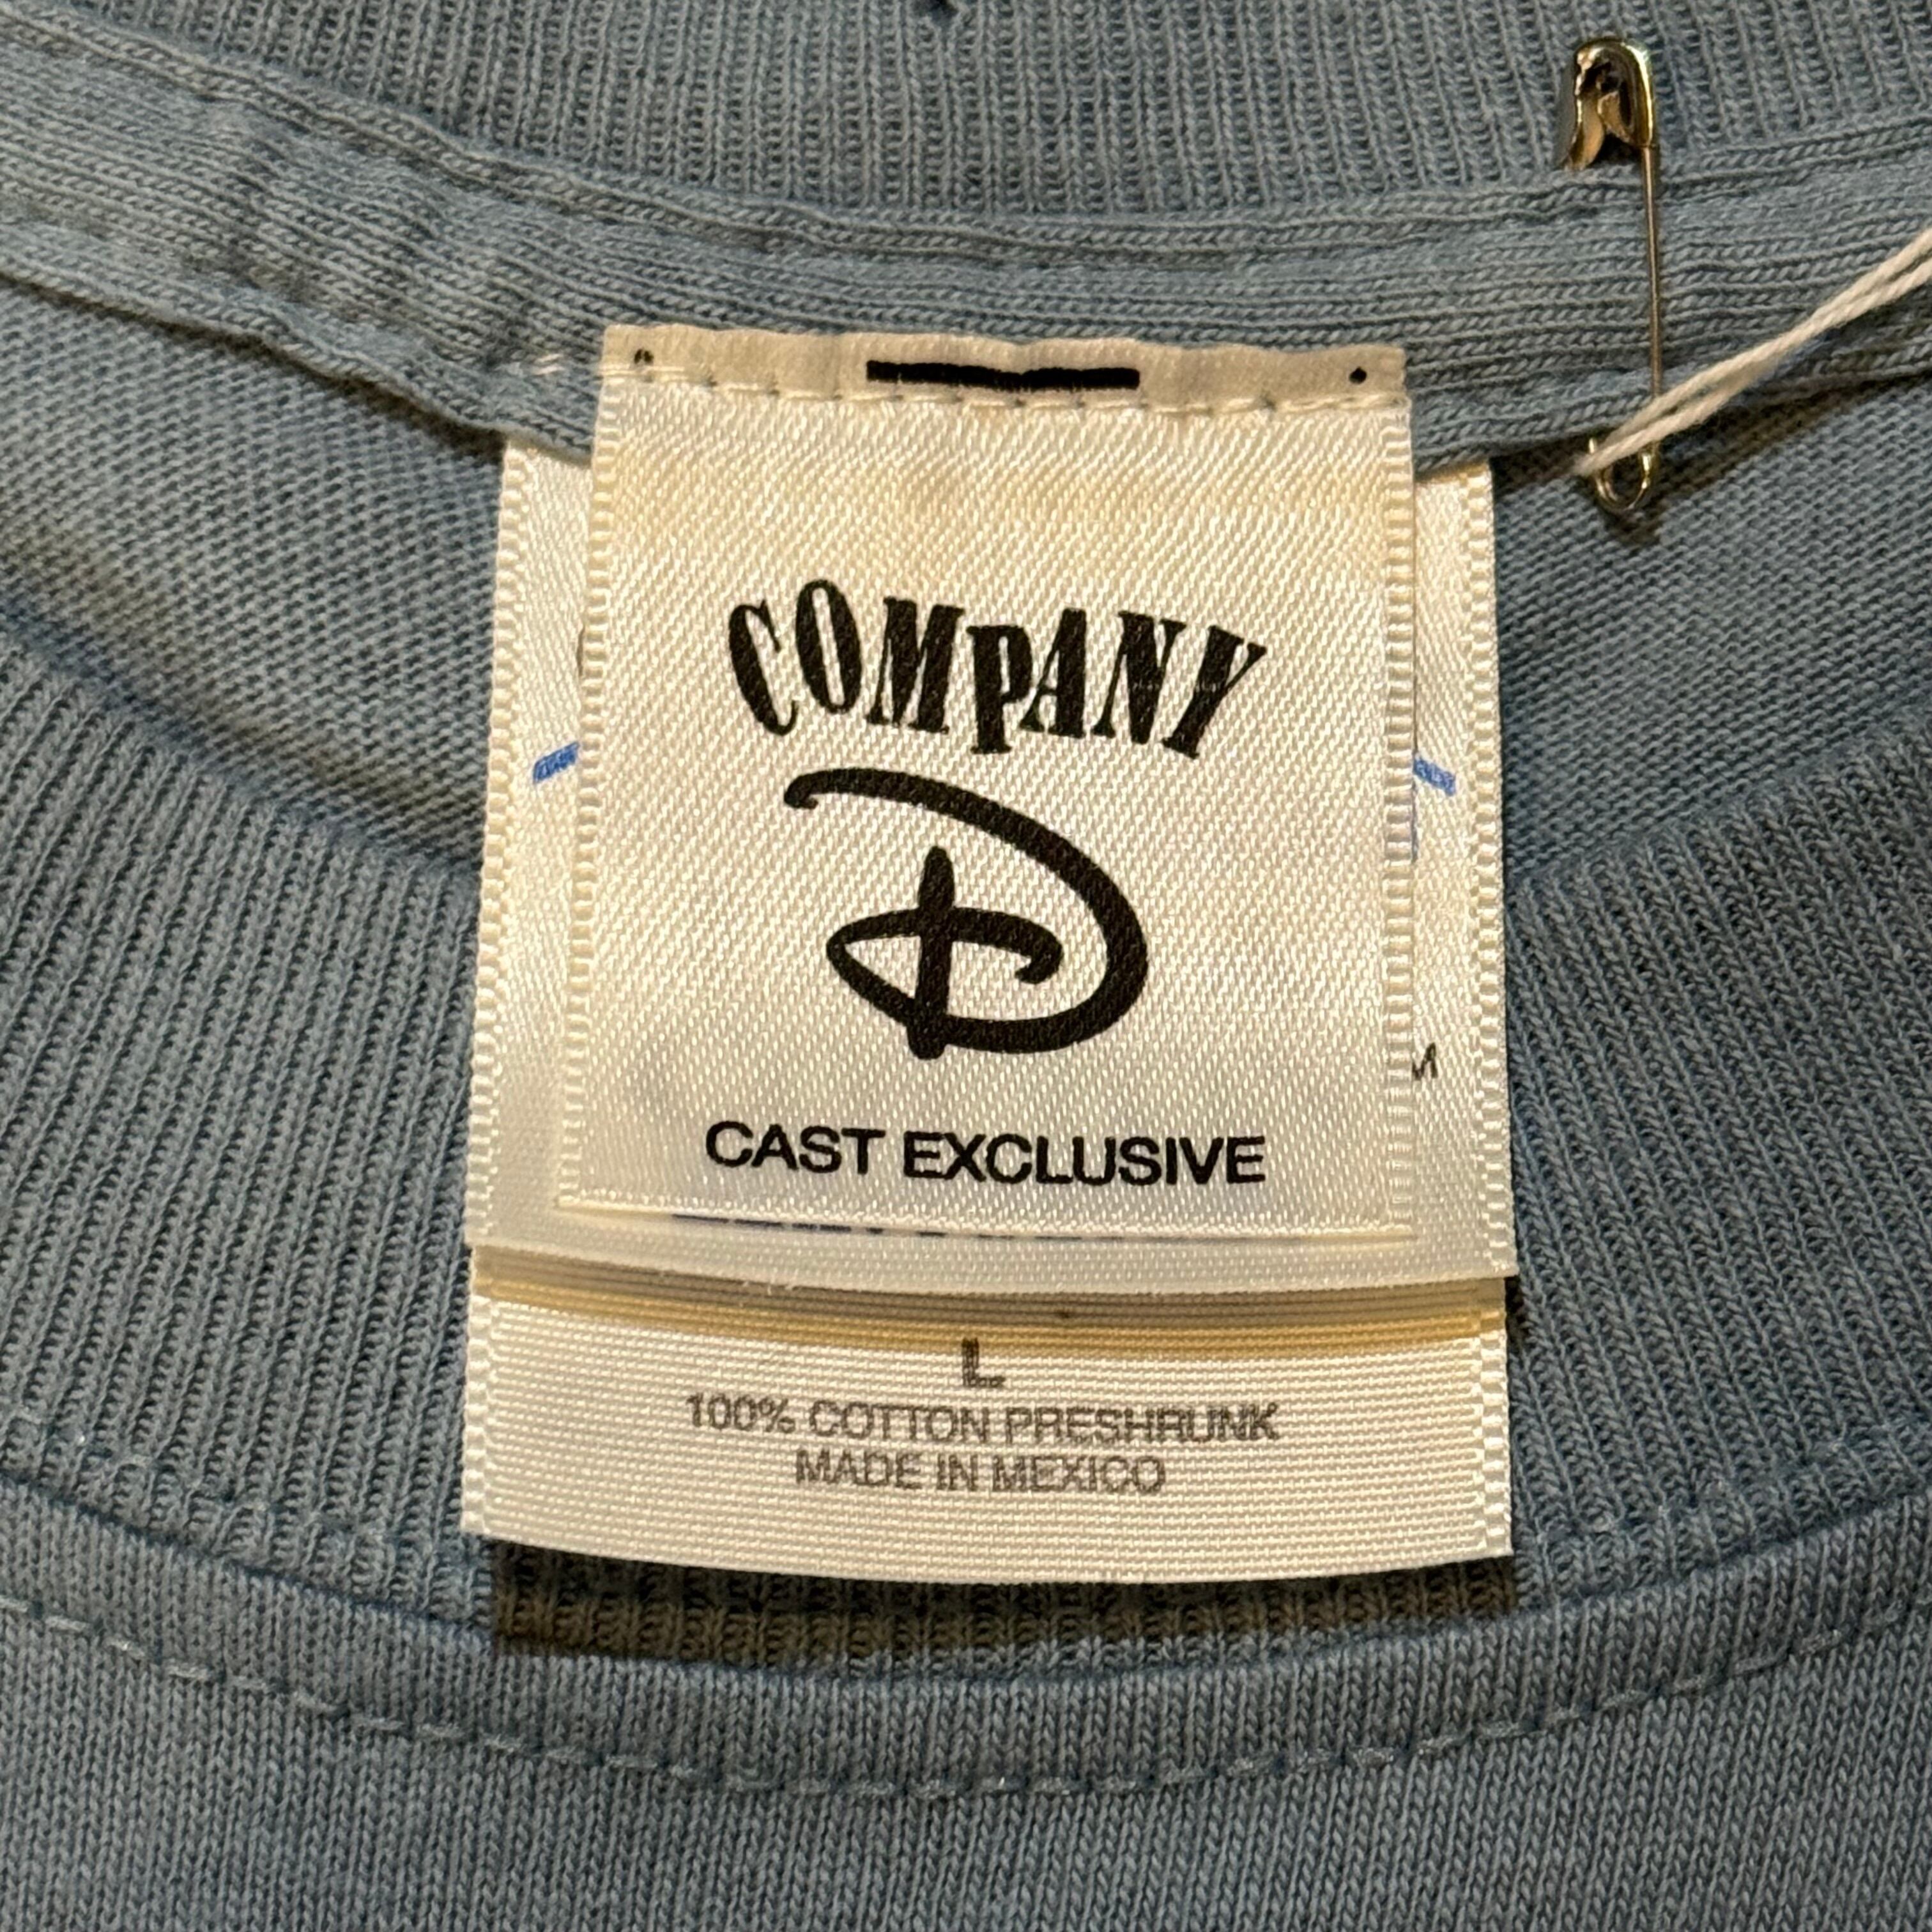 COMPANY
D
CAST EXCLUSIVE
L
100% COTTON PRESHRUNK
MADE IN MEXICO